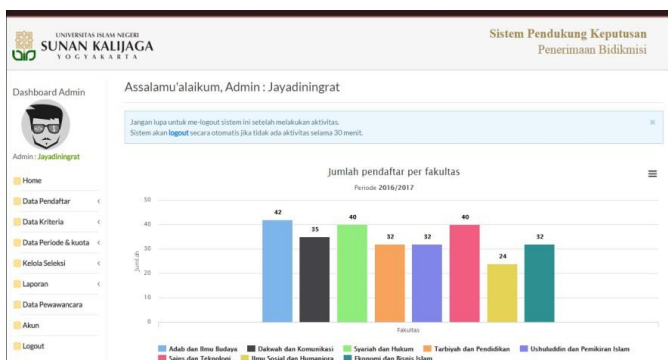 UNIVERSITAS ISLAM NEGERI
SUNAN KALIJAGA
YOGYAKARTA
Sistem Pendukung Keputusan
Penerimaan Bidikmisi
Dashboard Admin
Admin : Jayadiningrat
Home
Data Pendaftar
Data Kriteria
Data Periode & kuota
Kelola Seleksi
Laporan
Data Pewawancara
Akun
Logout
Assalamu'alaikum, Admin : Jayadiningrat
Jangan lupa untuk me-logout sistem ini setelah melakukan aktivitas.
Sistem akan logout secara otomatis jika tidak ada aktivitas selama 30 menit.
Jumlah pendaftar per fakultas
Periode 2016/2017
Jumlah
50
40
30
20
10
0
42
35
40
32
32
40
24
32
Fakultas
Adab dan Ilmu Budaya
Dakwah dan Komunikasi
Syariah dan Hukum
Tarbiyah dan Pendidikan
Ushuluddin dan Pemikiran Islam
Sains dan Teknologi
Ilmu Sosial dan Humaniora
Ekonomi dan Bisnis Islam